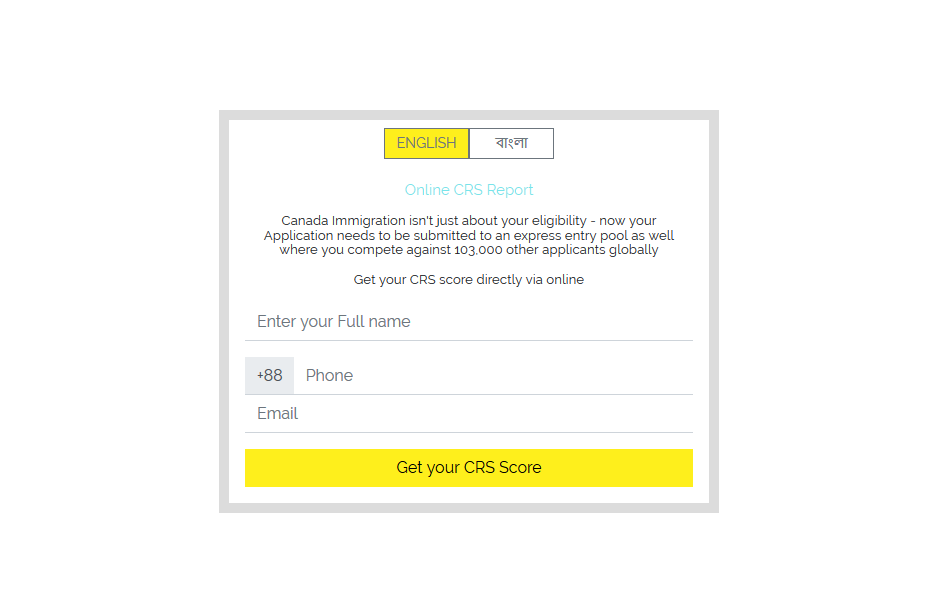 ENGLISH বাংলা
Online CRS Report
Canada Immigration isn't just about your eligibility - now your
Application needs to be submitted to an express entry pool as well
where you compete against 103,000 other applicants globally
Get your CRS score directly via online
Enter your Full name
+88 Phone
Email
Get your CRS Score